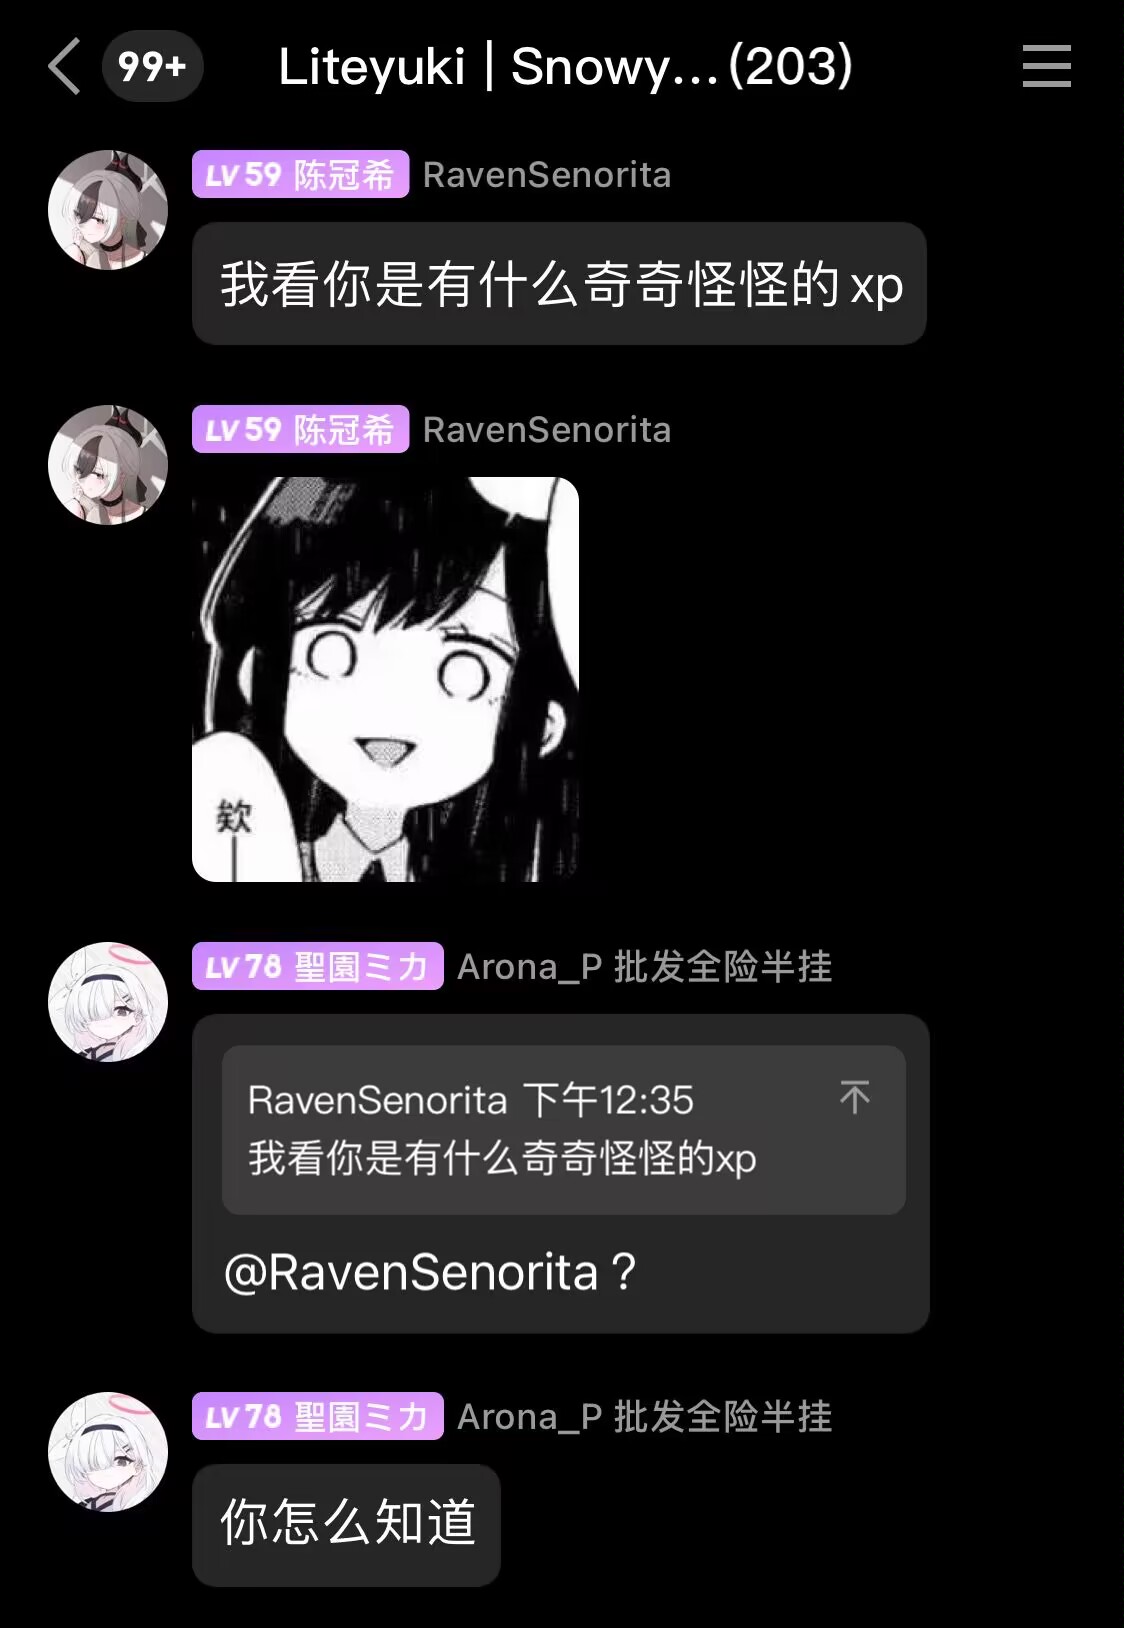 99+
Liteyuki | Snowy...(203)
LV 59 陈冠希 RavenSenorita
我看你是有什么奇奇怪怪的xp
LV 59 陈冠希 RavenSenorita
欸
LV 78 聖園ミカ Arona_P 批发全险半挂
RavenSenorita 下午12:35
我看你是有什么奇奇怪怪的xp
@RavenSenorita ?
LV 78 聖園ミカ Arona_P 批发全险半挂
你怎么知道